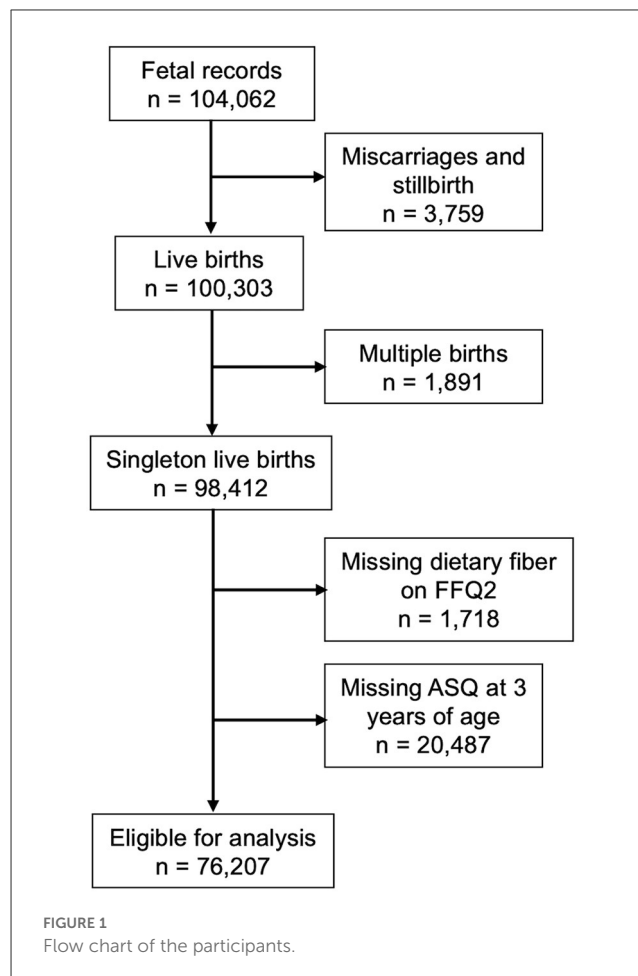 Fetal records
n = 104,062
Miscarriages and
stillbirth
n = 3,759
Live births
n = 100,303
Multiple births
n = 1,891
Singleton live births
n = 98,412
Missing dietary fiber
on FFQ2
n = 1,718
Missing ASQ at 3
years of age
n = 20,487
Eligible for analysis
n = 76,207
FIGURE 1
Flow chart of the participants.